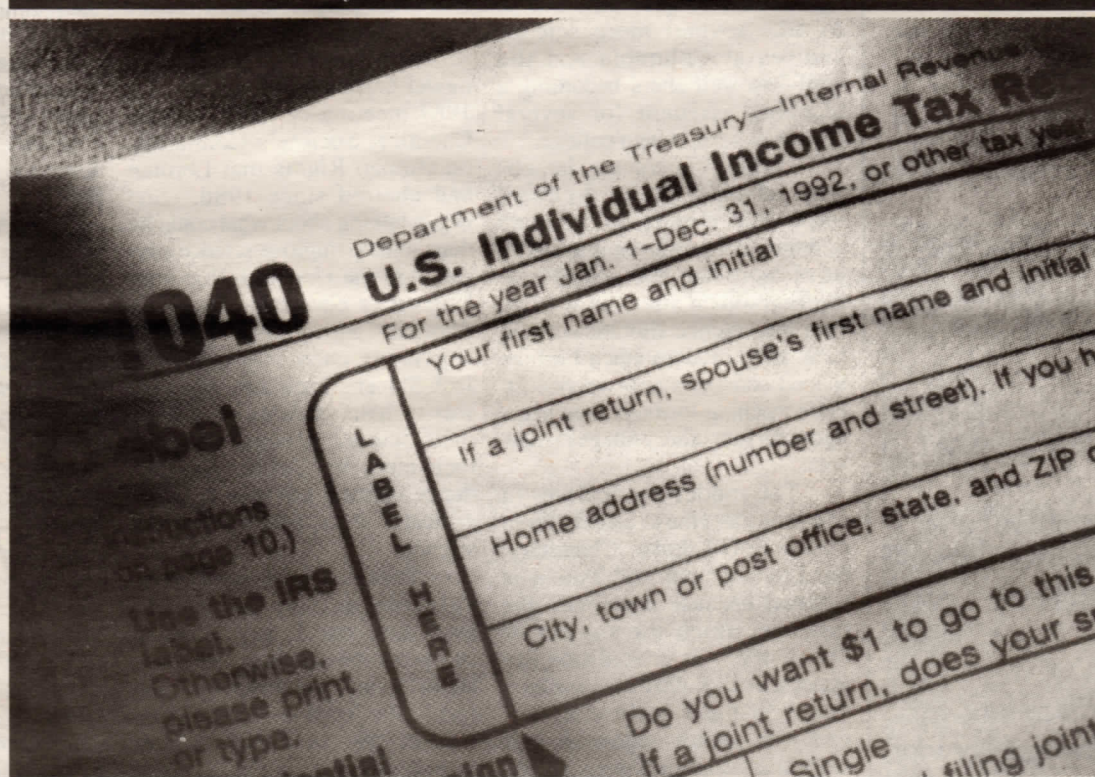 Department of the Treasury—Internal Revenue
1040 U.S. Individual Income Tax Re
For the year Jan. 1–Dec. 31, 1992, or other tax year
abel
nstructions
on page 10.)
Use the IRS
label.
Otherwise,
please print
or type.
LABEL HERE
Your first name and initial
If a joint return, spouse's first name and initial
Home address (number and street). If you h
City, town or post office, state, and ZIP c
Do you want $1 to go to this
If a joint return, does your sp
Single
filing joint